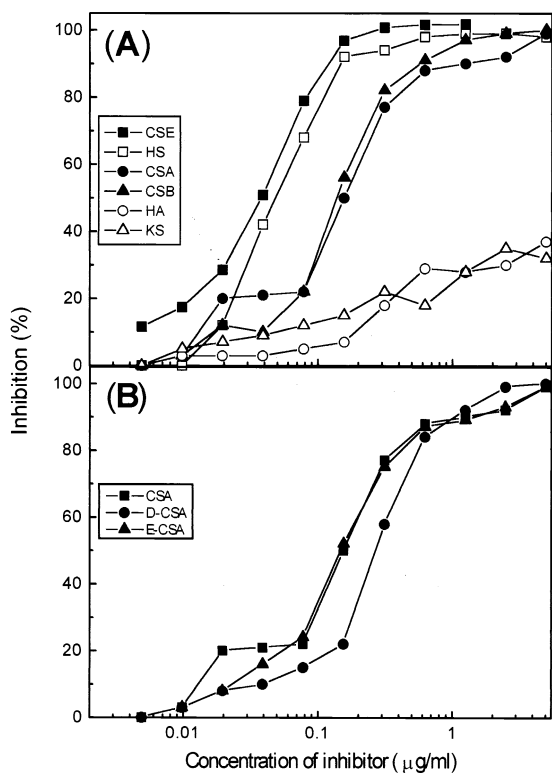 (A)
100
80
60
40
20
0
CSE
HS
CSA
CSB
HA
KS
Inhibition (%)
(B)
100
80
60
40
20
0
CSA
D-CSA
E-CSA
0.01 0.1 1
Concentration of inhibitor ( μg/ml)